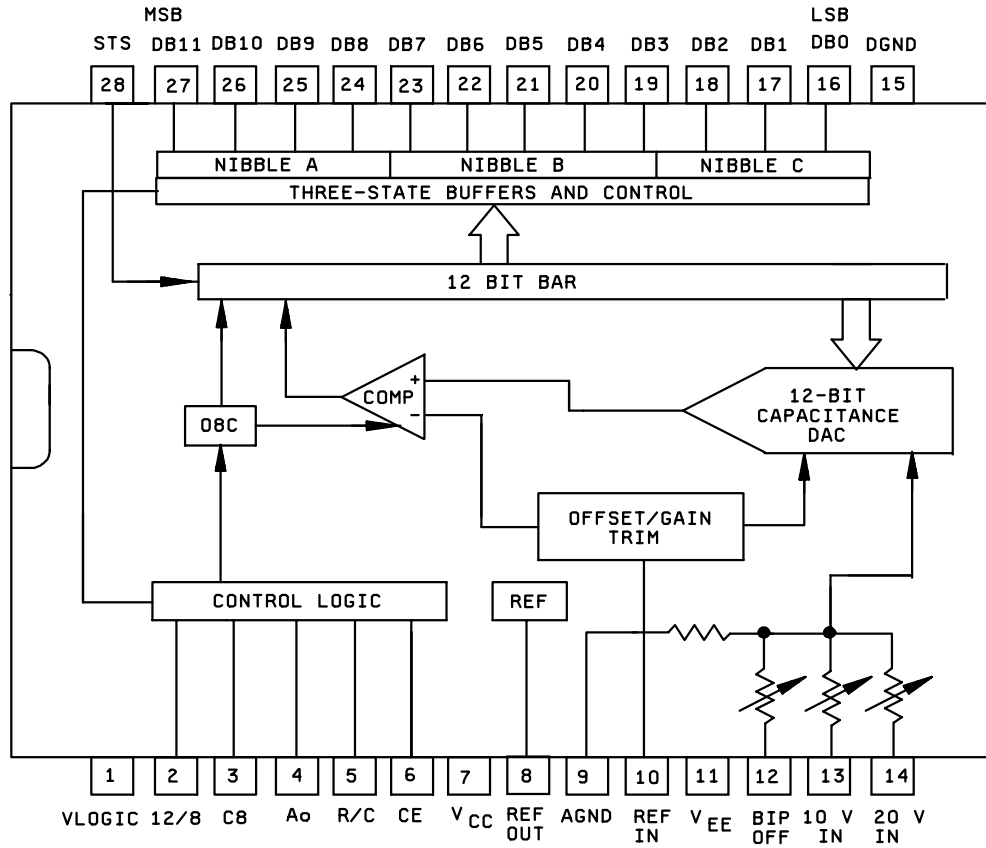 MSB LSB
STS DB11 DB10 DB9 DB8 DB7 DB6 DB5 DB4 DB3 DB2 DB1 DB0 DGND
28 27 26 25 24 23 22 21 20 19 18 17 16 15
NIBBLE A NIBBLE B NIBBLE C
THREE-STATE BUFFERS AND CONTROL
12 BIT BAR
COMP + −
12-BIT
CAPACITANCE
DAC
O8C
OFFSET/GAIN
TRIM
CONTROL LOGIC
REF
1 2 3 4 5 6 7 8 9 10 11 12 13 14
VLOGIC 12/8 C8 Ao R/C CE VCC REF OUT AGND REF IN VEE BIP OFF 10 V IN 20 V IN